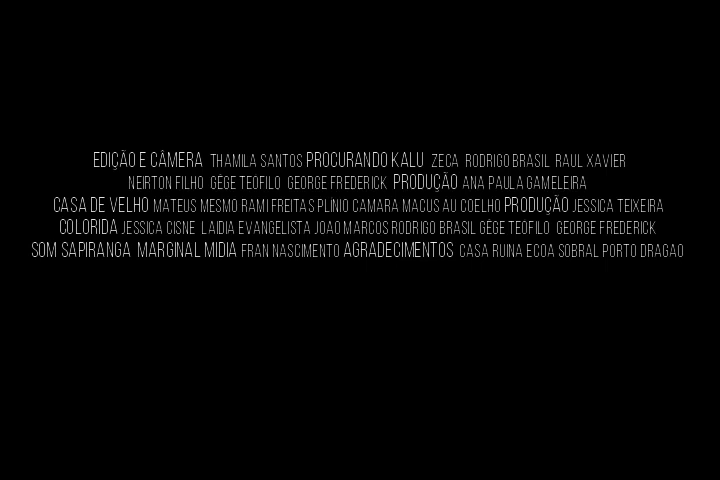 EDIÇÃO E CÂMERA THAMILA SANTOS PROCURANDO KALU ZECA RODRIGO BRASIL RAUL XAVIER
NEIRTON FILHO GÊGE TEÓFILO GEORGE FREDERICK PRODUÇÃO ANA PAULA GAMELEIRA
CASA DE VELHO MATEUS MESMO RAMI FREITAS PLÍNIO CAMARA MACUS AU COELHO PRODUÇÃO JESSICA TEIXEIRA
COLORIDA JESSICA CISNE LAIDIA EVANGELISTA JOAO MARCOS RODRIGO BRASIL GÊGE TEÓFILO GEORGE FREDERICK
SOM SAPIRANGA MARGINAL MIDIA FRAN NASCIMENTO AGRADECIMENTOS CASA RUINA ECOA SOBRAL PORTO DRAGAO